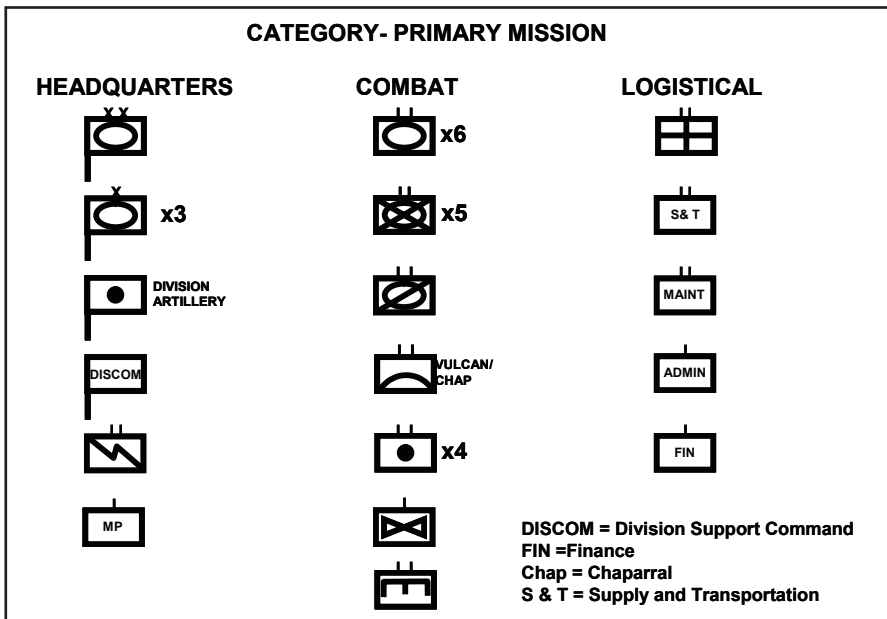 CATEGORY- PRIMARY MISSION
HEADQUARTERS
COMBAT
LOGISTICAL
X X
x6
X
x3
x5
S& T
DIVISION
ARTILLERY
MAINT
DISCOM
VULCAN/
CHAP
ADMIN
x4
FIN
MP
DISCOM = Division Support Command
FIN =Finance
Chap = Chaparral
S & T = Supply and Transportation